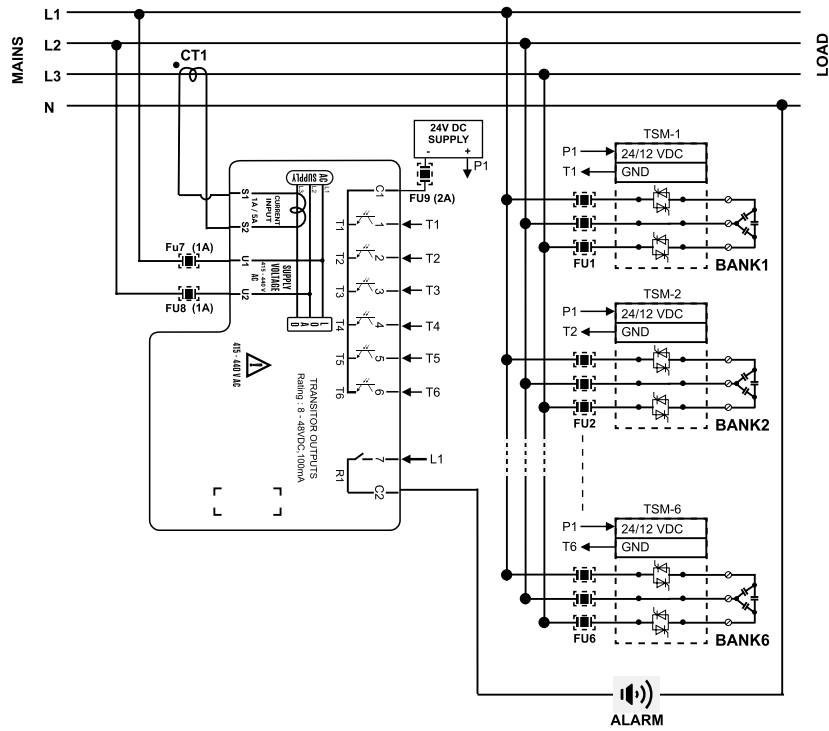 MAINS
LOAD
L1
L2
L3
N
CT1
24V DC
SUPPLY
- +
P1
FU9 (2A)
AC SUPPLY
L3
L2
L1
S1
S2
CURRENT
INPUT
1A / 5A
Fu7 (1A)
FU8 (1A)
U1
U2
SUPPLY
VOLTAGE
415 - 440 V
AC
LOAD
415 - 440 V AC
TRANSITOR OUTPUTS
Rating : 8 - 48VDC,100mA
C1
T1 1 T1
T2 2 T2
T3 3 T3
T4 4 T4
T5 5 T5
T6 6 T6
R1
7 L1
C2
TSM-1
P1 24/12 VDC
T1 GND
FU1
BANK1
TSM-2
P1 24/12 VDC
T2 GND
FU2
BANK2
TSM-6
P1 24/12 VDC
T6 GND
FU6
BANK6
ALARM